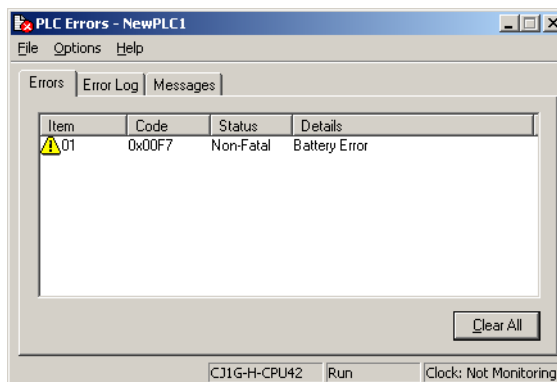 PLC Errors - NewPLC1
File Options Help
Errors Error Log Messages
Item Code Status Details
01 0x00F7 Non-Fatal Battery Error
Clear All
CJ1G-H-CPU42 Run Clock: Not Monitoring